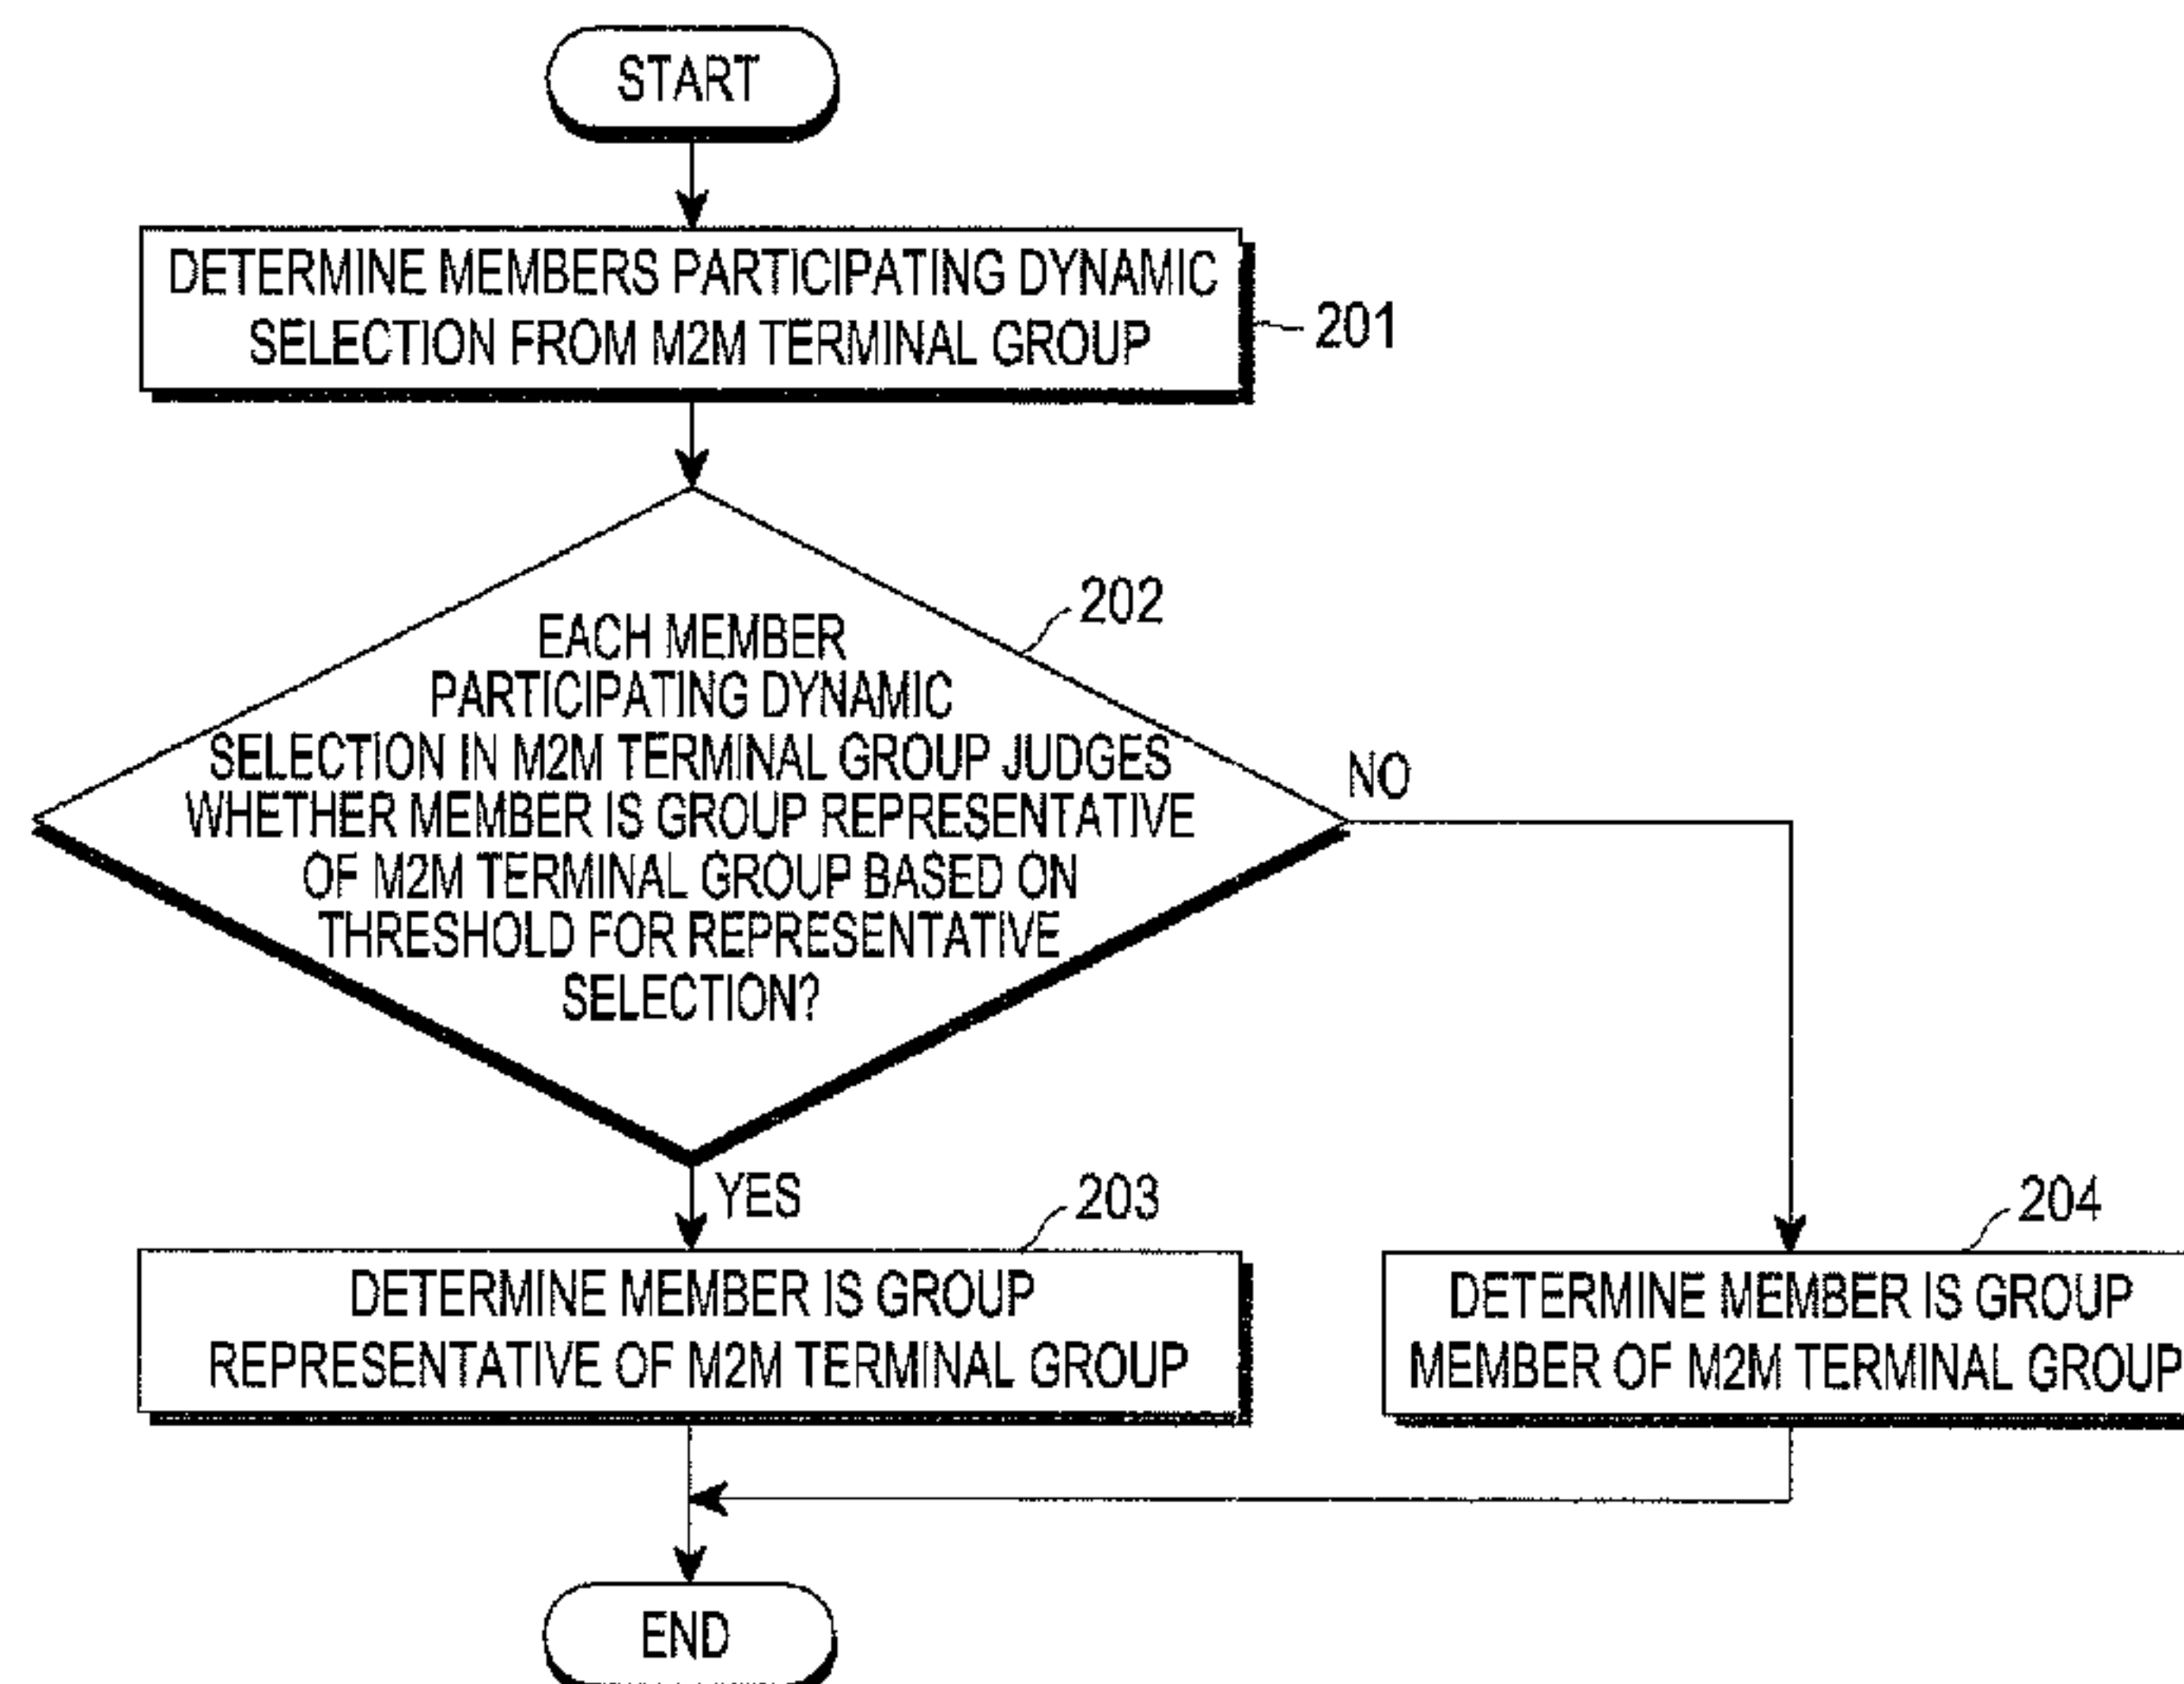 START
DETERMINE MEMBERS PARTICIPATING DYNAMIC
SELECTION FROM M2M TERMINAL GROUP
201
202
EACH MEMBER
PARTICIPATING DYNAMIC
SELECTION IN M2M TERMINAL GROUP JUDGES
WHETHER MEMBER IS GROUP REPRESENTATIVE
OF M2M TERMINAL GROUP BASED ON
THRESHOLD FOR REPRESENTATIVE
SELECTION?
NO
YES
203
DETERMINE MEMBER IS GROUP
REPRESENTATIVE OF M2M TERMINAL GROUP
204
DETERMINE MEMBER IS GROUP
MEMBER OF M2M TERMINAL GROUP
END